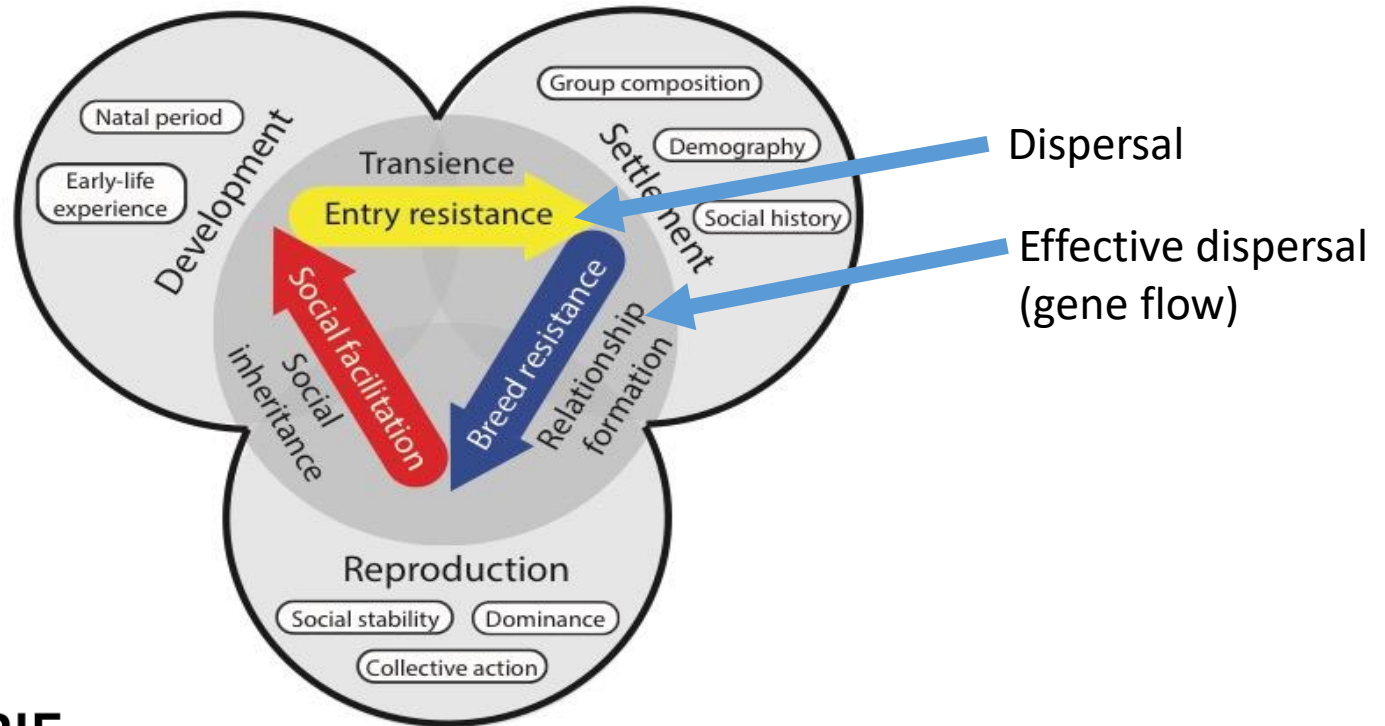 Group composition
Natal period
Demography
Dispersal
Development
Transience
Settlement
Early-life
experience
Entry resistance
Social history
Effective dispersal
(gene flow)
Social facilitation
Breed resistance
Relationship
formation
Social
inheritance
Reproduction
Social stability
Dominance
Collective action